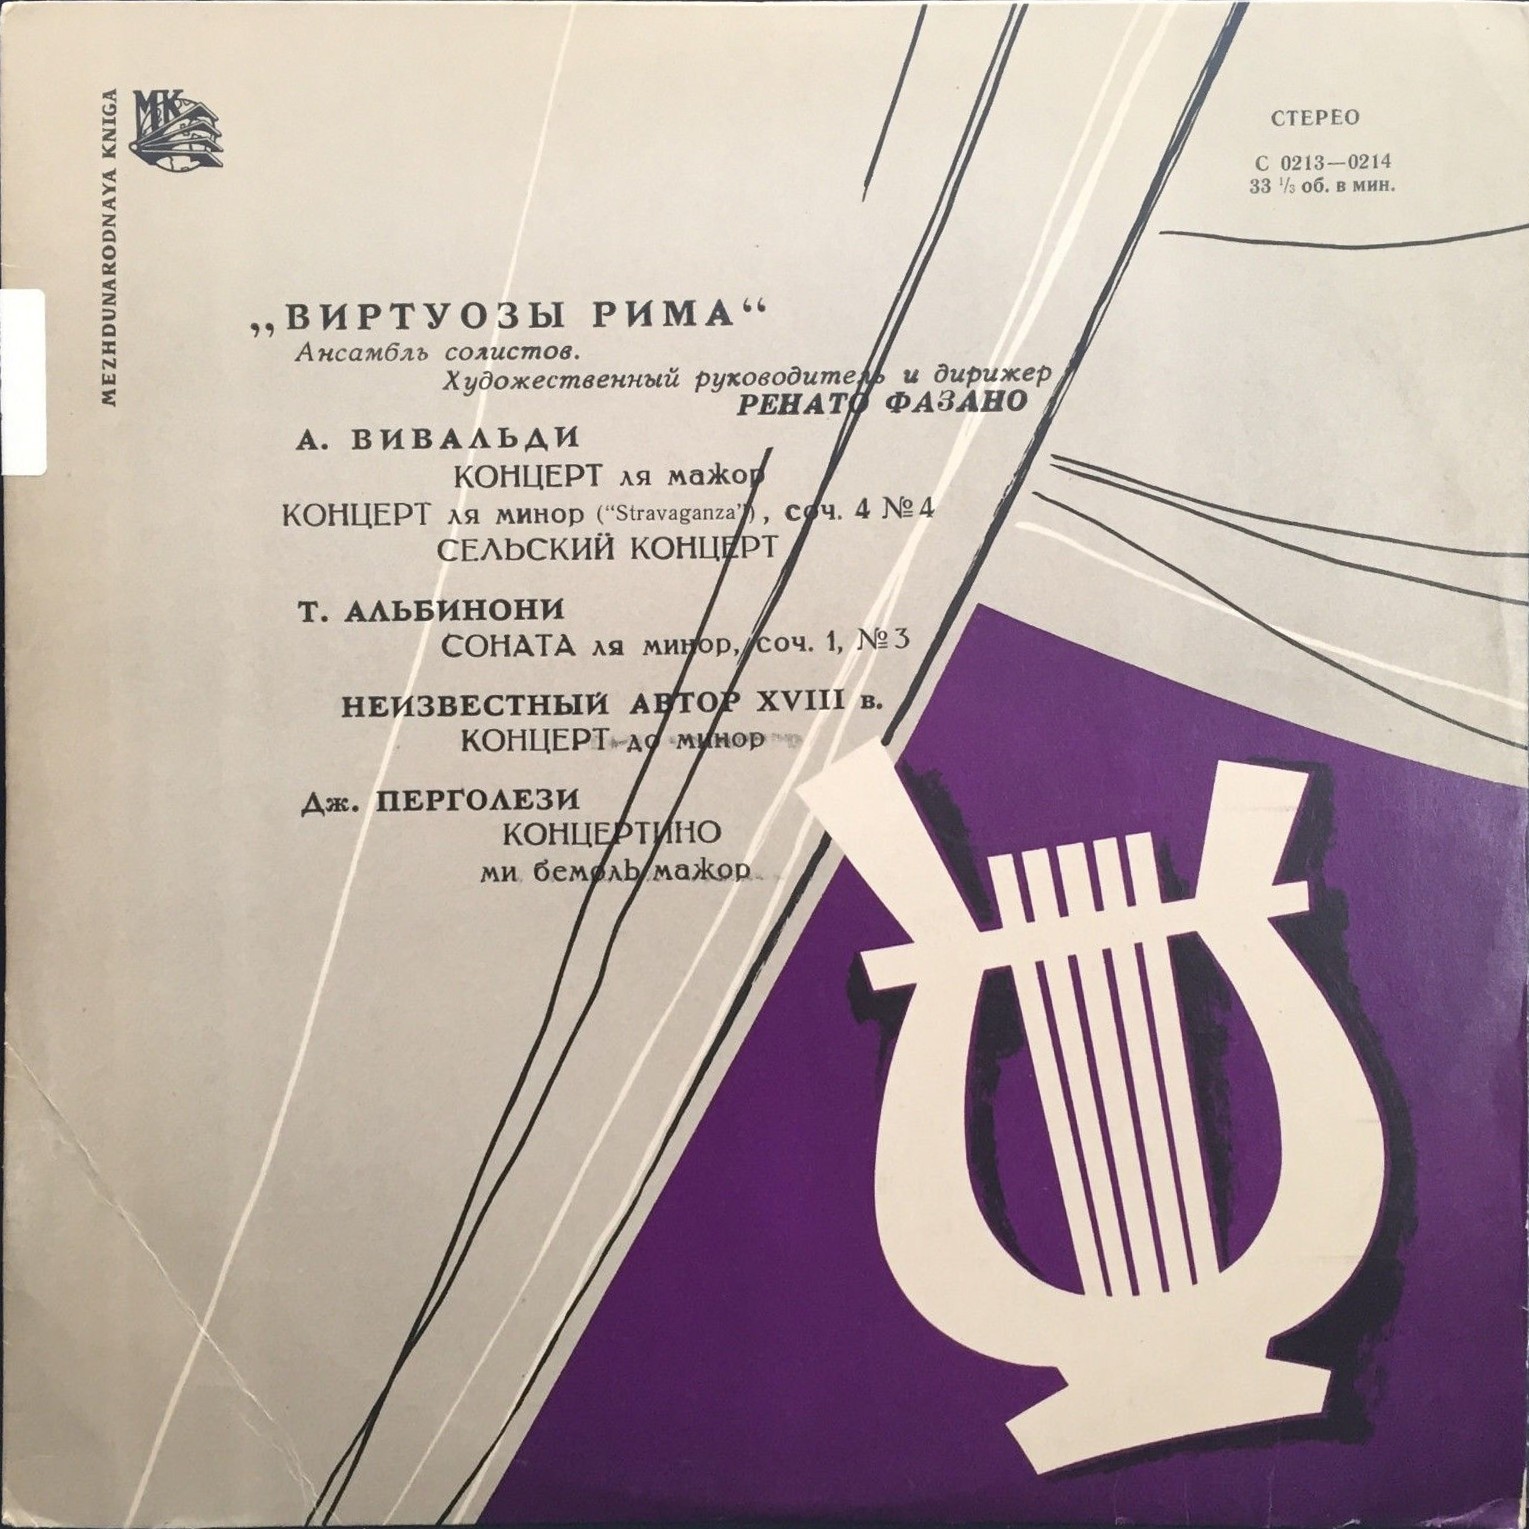 MEZHDUNARODNAYA KNIGA
МК
СТЕРЕО
С 0213—0214
33 ⅓ об. в мин.
„ВИРТУОЗЫ РИМА“
Ансамбль солистов.
Художественный руководитель и дирижер
РЕНАТО ФАЗАНО
А. ВИВАЛЬДИ
КОНЦЕРТ ля мажор
КОНЦЕРТ ля минор (“Stravaganza”), соч. 4 №4
СЕЛЬСКИЙ КОНЦЕРТ
Т. АЛЬБИНОНИ
СОНАТА ля минор, соч. 1, №3
НЕИЗВЕСТНЫЙ АВТОР XVIII в.
КОНЦЕРТ до минор
Дж. ПЕРГОЛЕЗИ
КОНЦЕРТИНО
ми бемоль мажор